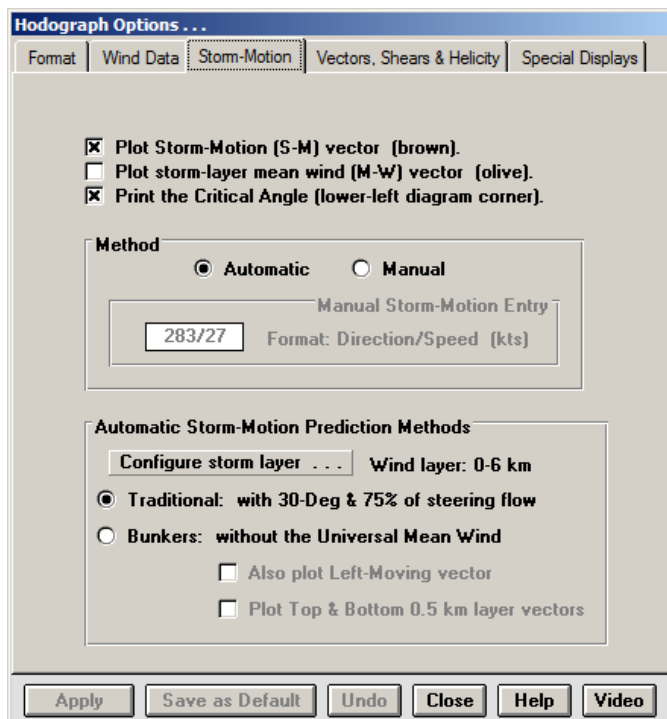 Hodograph Options . . .
Format Wind Data Storm-Motion Vectors, Shears & Helicity Special Displays
Plot Storm-Motion (S-M) vector (brown).
Plot storm-layer mean wind (M-W) vector (olive).
Print the Critical Angle (lower-left diagram corner).
Method
Automatic Manual
Manual Storm-Motion Entry
283/27 Format: Direction/Speed (kts)
Automatic Storm-Motion Prediction Methods
Configure storm layer . . . Wind layer: 0-6 km
Traditional: with 30-Deg & 75% of steering flow
Bunkers: without the Universal Mean Wind
Also plot Left-Moving vector
Plot Top & Bottom 0.5 km layer vectors
Apply Save as Default Undo Close Help Video